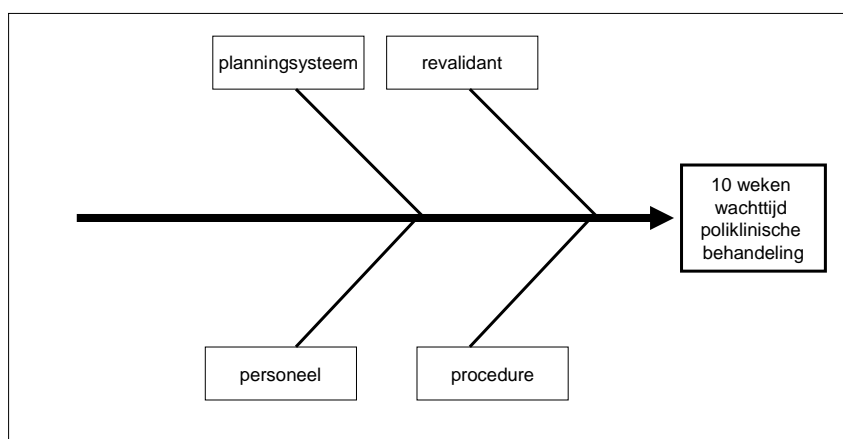 planningsysteem
revalidant
10 weken
wachttijd
poliklinische
behandeling
personeel
procedure